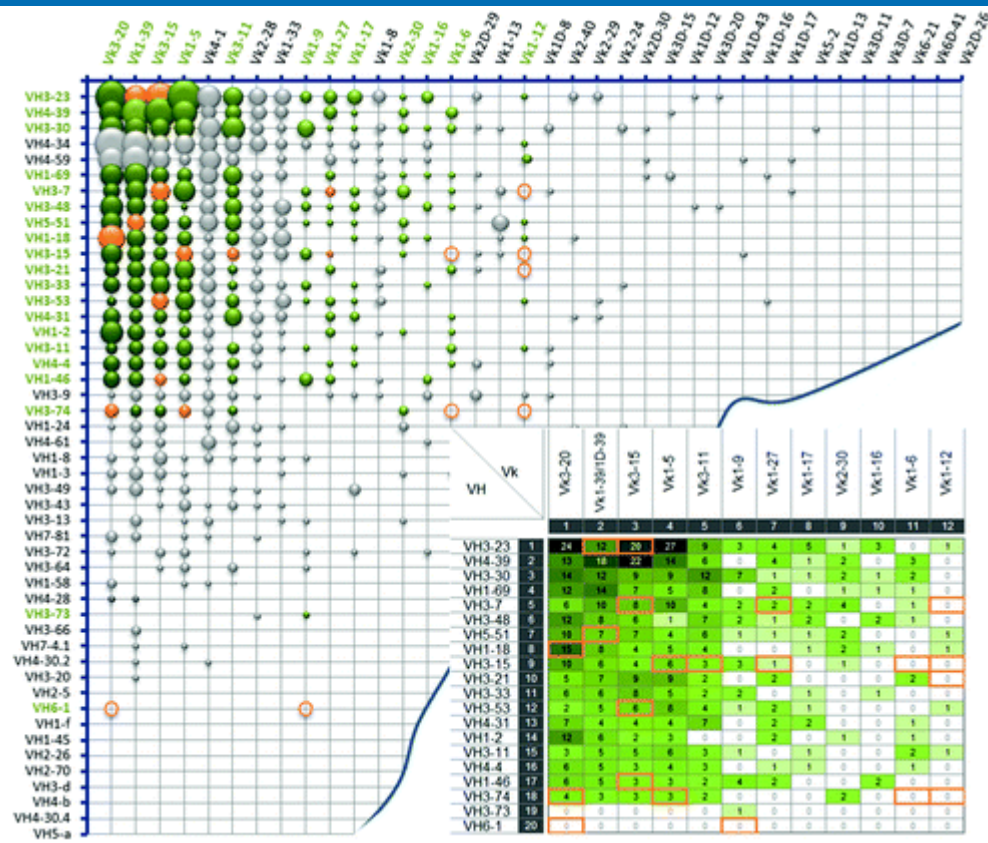 Vk3-20
Vk1-39
Vk3-15
Vk1-5
Vk4-1
Vk3-11
Vk2-28
Vk1-33
Vk1-9
Vk1-27
Vk1-17
Vk1-8
Vk2-30
Vk1-16
Vk1-6
Vk2D-29
Vk1-13
Vk1-12
Vk1D-8
Vk2-40
Vk2-29
Vk2-24
Vk2D-30
Vk3D-15
Vk1D-12
Vk3D-20
Vk1D-43
Vk1D-16
Vk1D-17
Vk5-2
Vk1D-13
Vk3D-11
Vk3D-7
Vk6-21
Vk6D-41
Vk2D-26
VH3-23
VH4-39
VH3-30
VH4-34
VH4-59
VH1-69
VH3-7
VH3-48
VH5-51
VH1-18
VH3-15
VH3-21
VH3-33
VH3-53
VH4-31
VH1-2
VH3-11
VH4-4
VH1-46
VH3-9
VH3-74
VH1-24
VH4-61
VH1-8
VH1-3
VH3-49
VH3-43
VH3-13
VH7-81
VH3-72
VH3-64
VH1-58
VH4-28
VH3-73
VH3-66
VH7-4.1
VH4-30.2
VH3-20
VH2-5
VH6-1
VH1-f
VH1-45
VH2-26
VH2-70
VH3-d
VH4-b
VH4-30.4
VH5-a
Vk
VH
Vk3-20
Vk1-39/1D-39
Vk3-15
Vk1-5
Vk3-11
Vk1-9
Vk1-27
Vk1-17
Vk2-30
Vk1-16
Vk1-6
Vk1-12
1 2 3 4 5 6 7 8 9 10 11 12
VH3-23 1 24 12 20 27 9 3 4 5 1 3 0 1
VH4-39 2 13 18 22 14 6 0 4 1 2 0 3 0
VH3-30 3 14 12 9 9 12 7 1 1 2 1 2 0
VH1-69 4 12 14 7 5 8 0 2 0 1 1 1 0
VH3-7 5 6 10 8 10 4 2 2 2 4 0 1 0
VH3-48 6 12 8 6 1 7 2 1 2 0 2 1 0
VH5-51 7 10 7 7 4 6 1 1 1 2 0 0 1
VH1-18 8 15 8 4 5 4 0 0 1 2 1 0 1
VH3-15 9 10 6 4 6 3 3 1 0 1 0 0 0
VH3-21 10 5 7 9 9 2 0 2 0 0 0 2 0
VH3-33 11 6 6 8 5 2 2 0 1 0 1 0 0
VH3-53 12 2 5 6 8 4 1 2 1 0 0 0 1
VH4-31 13 7 4 4 4 7 0 2 2 0 0 1 0
VH1-2 14 12 6 2 3 0 0 2 0 1 0 1 0
VH3-11 15 3 5 5 6 3 1 0 1 0 0 2 1
VH4-4 16 6 5 3 4 3 0 1 1 0 0 1 0
VH1-46 17 6 5 3 3 2 4 2 0 0 2 0 0
VH3-74 18 4 3 3 3 2 0 0 0 2 0 0 0
VH3-73 19 0 0 0 0 0 1 0 0 0 0 0 0
VH6-1 20 0 0 0 0 0 0 0 0 0 0 0 0